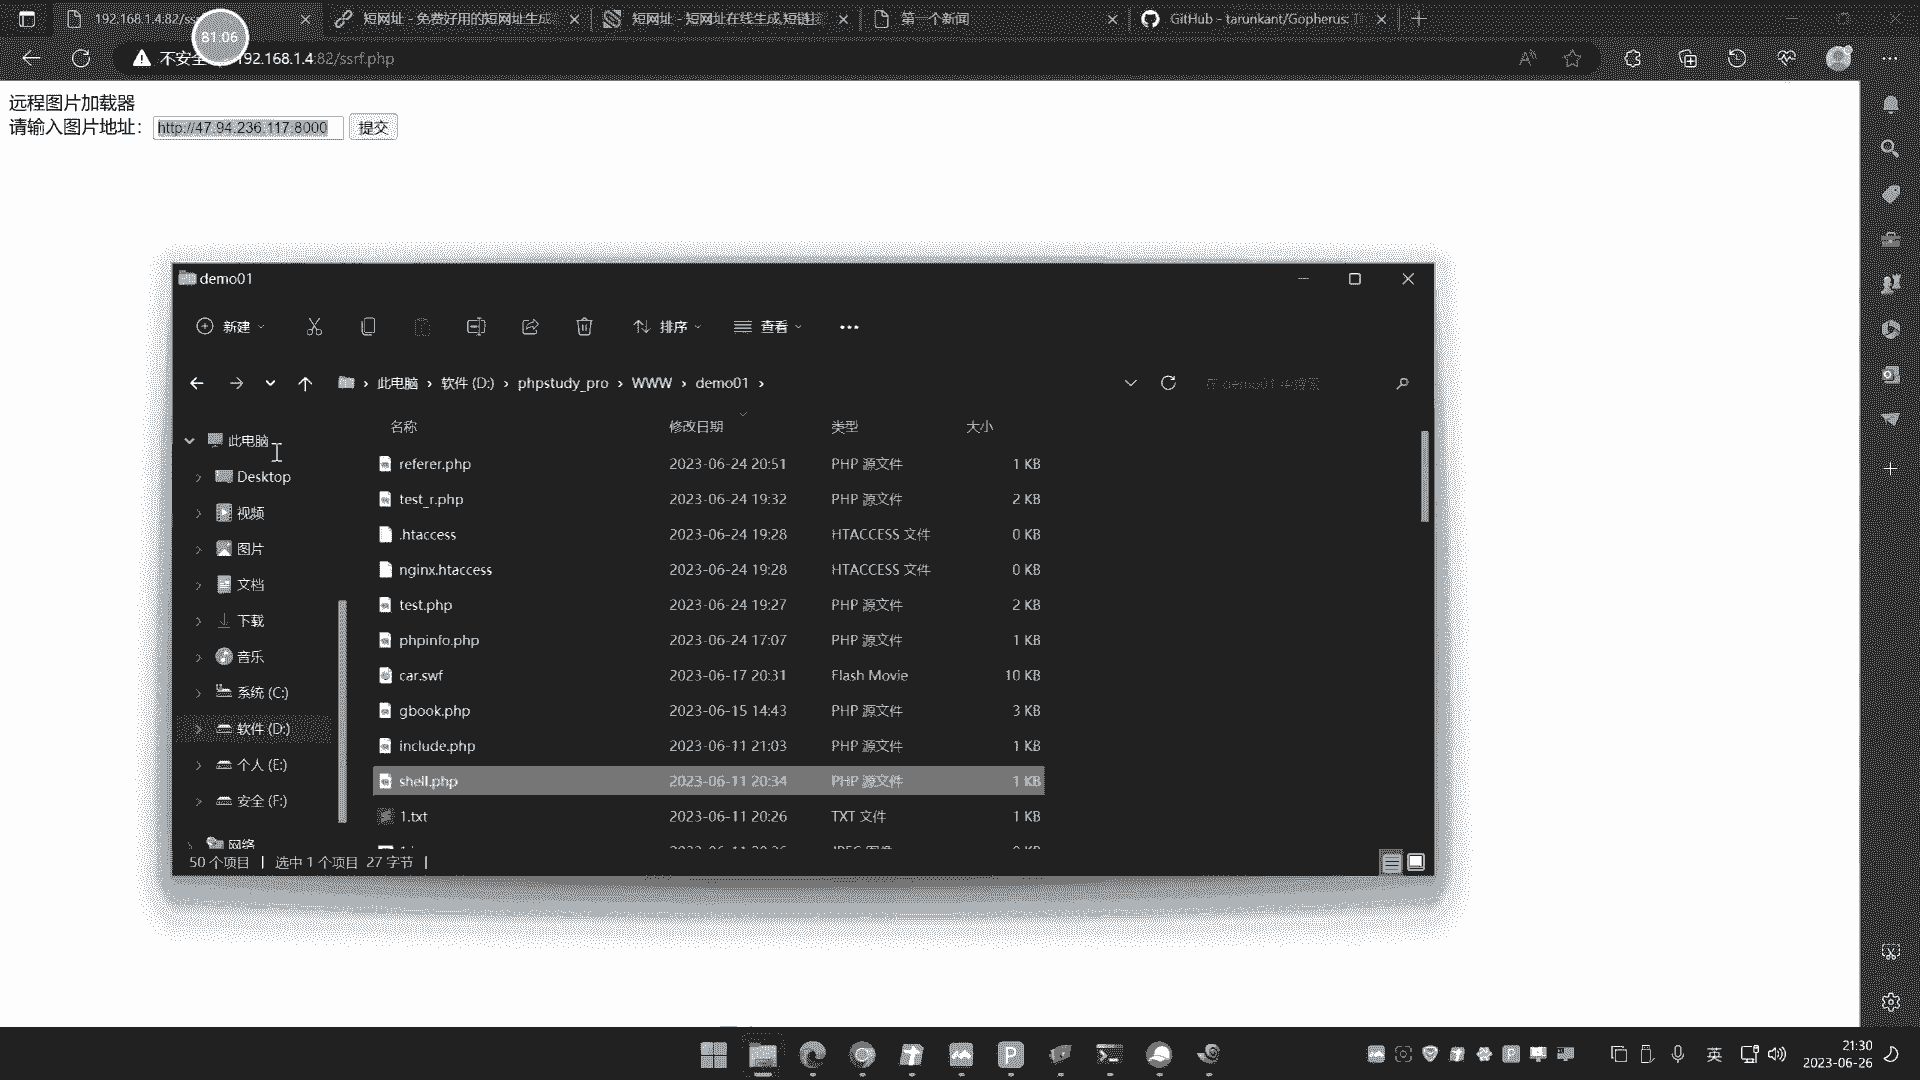 192.168.1.4:82/ss
短网址 - 免费好用的短网址生成
短网址 - 短网址在线生成,短链接
第一个新闻
GitHub - tarunkant/Gopherus: T
81:06
不安全
192.168.1.4:82/ssrf.php
远程图片加载器
请输入图片地址：
http://47.94.236.117:8000
提交
demo01
新建
排序
查看
此电脑 › 软件 (D:) › phpstudy_pro › WWW › demo01 ›
在 demo01 中搜索
名称 修改日期 类型 大小
此电脑
Desktop
视频
图片
文档
下载
音乐
系统 (C:)
软件 (D:)
个人 (E:)
安全 (F:)
网络
referer.php 2023-06-24 20:51 PHP 源文件 1 KB
test_r.php 2023-06-24 19:32 PHP 源文件 2 KB
.htaccess 2023-06-24 19:28 HTACCESS 文件 0 KB
nginx.htaccess 2023-06-24 19:28 HTACCESS 文件 0 KB
test.php 2023-06-24 19:27 PHP 源文件 2 KB
phpinfo.php 2023-06-24 17:07 PHP 源文件 1 KB
car.swf 2023-06-17 20:31 Flash Movie 10 KB
gbook.php 2023-06-15 14:43 PHP 源文件 3 KB
include.php 2023-06-11 21:03 PHP 源文件 1 KB
shell.php 2023-06-11 20:34 PHP 源文件 1 KB
1.txt 2023-06-11 20:26 TXT 文件 1 KB
50 个项目 | 选中 1 个项目 27 字节 |
英
21:30
2023-06-26